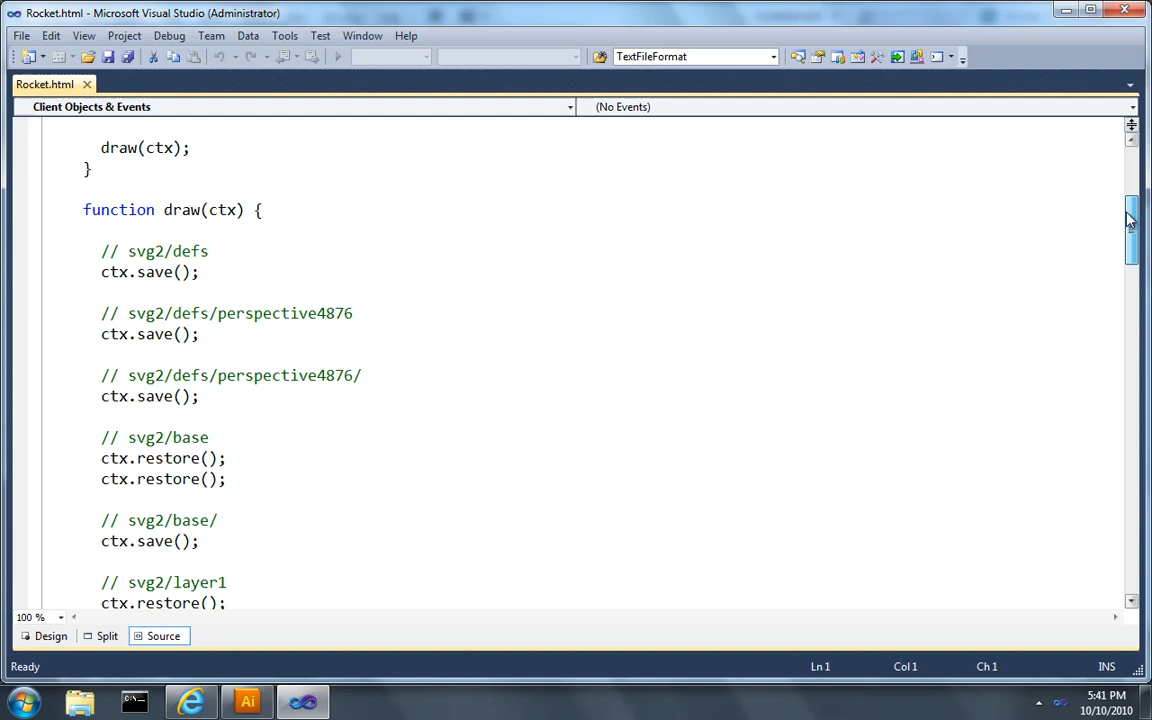 Rocket.html - Microsoft Visual Studio (Administrator)
File Edit View Project Debug Team Data Tools Test Window Help
TextFileFormat
Rocket.html
Client Objects & Events (No Events)
draw(ctx);
}
function draw(ctx) {
// svg2/defs
ctx.save();
// svg2/defs/perspective4876
ctx.save();
// svg2/defs/perspective4876/
ctx.save();
// svg2/base
ctx.restore();
ctx.restore();
// svg2/base/
ctx.save();
// svg2/layer1
ctx.restore();
100 %
Design Split Source
Ready Ln 1 Col 1 Ch 1 INS
Ai
5:41 PM
10/10/2010